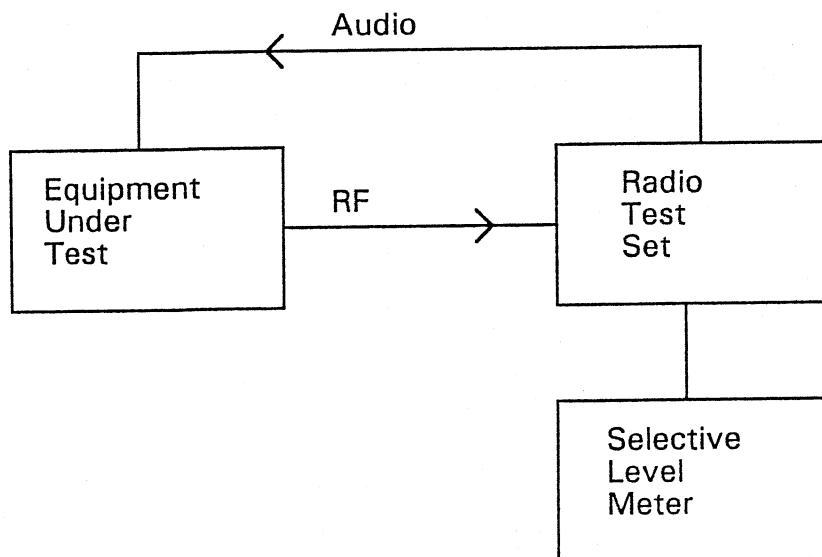 Audio
Equipment
Under
Test
RF
Radio
Test
Set
Selective
Level
Meter